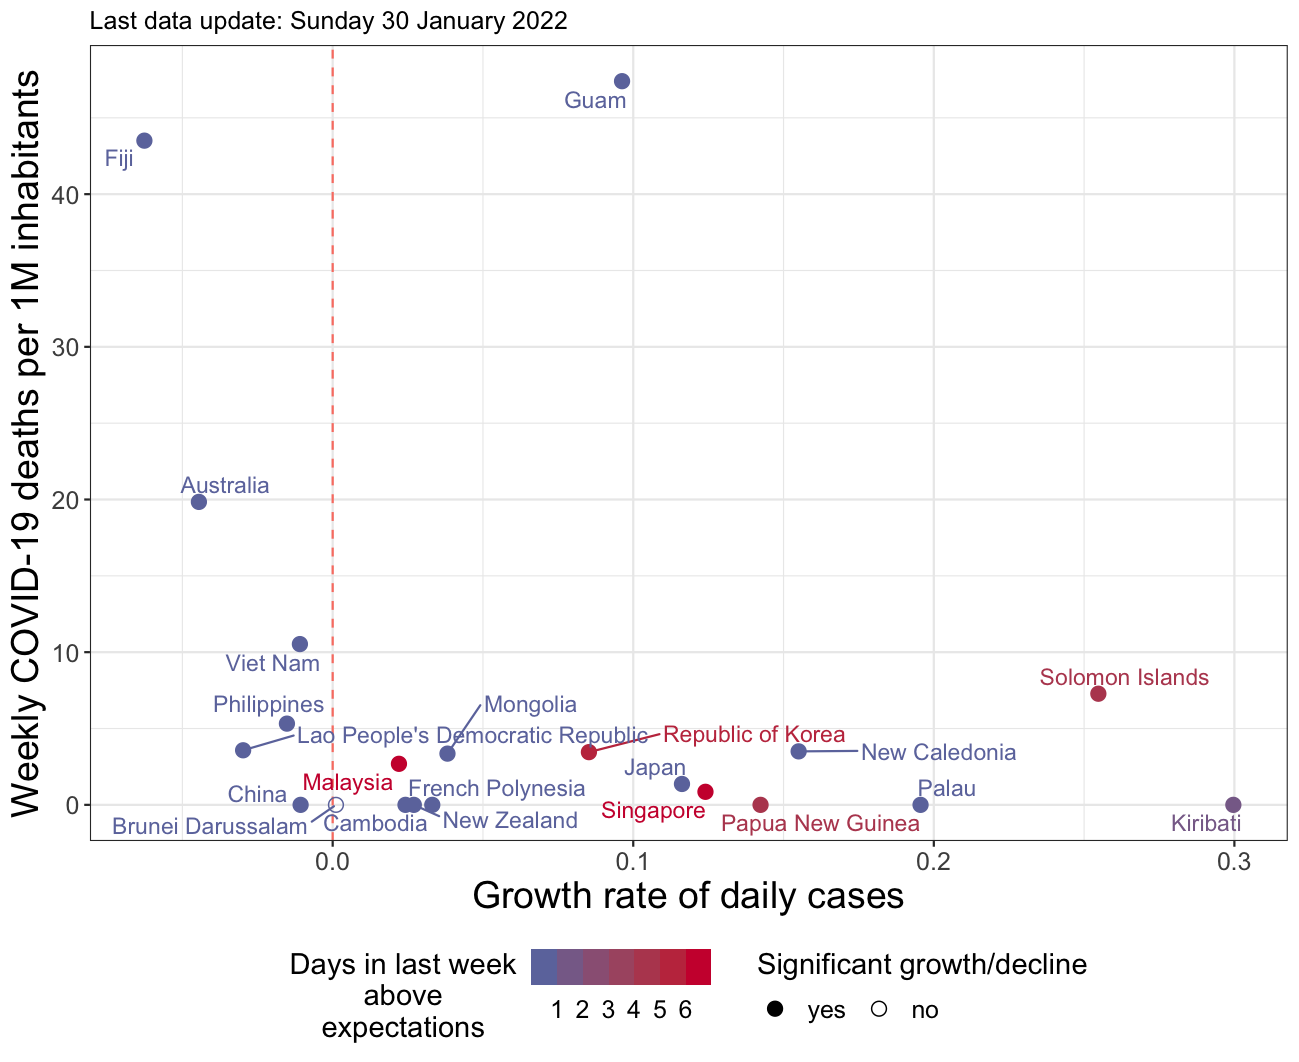 Last data update: Sunday 30 January 2022
Weekly COVID-19 deaths per 1M inhabitants
Guam
Fiji
40
30
Australia
20
Viet Nam
10
Solomon Islands
Philippines
Mongolia
Lao People's Democratic Republic
Republic of Korea
New Caledonia
Japan
Malaysia
French Polynesia
Palau
China
0
Singapore
Brunei Darussalam
Cambodia
New Zealand
Papua New Guinea
Kiribati
0.0 0.1 0.2 0.3
Growth rate of daily cases
Days in last week
above
expectations
1 2 3 4 5 6
Significant growth/decline
yes no